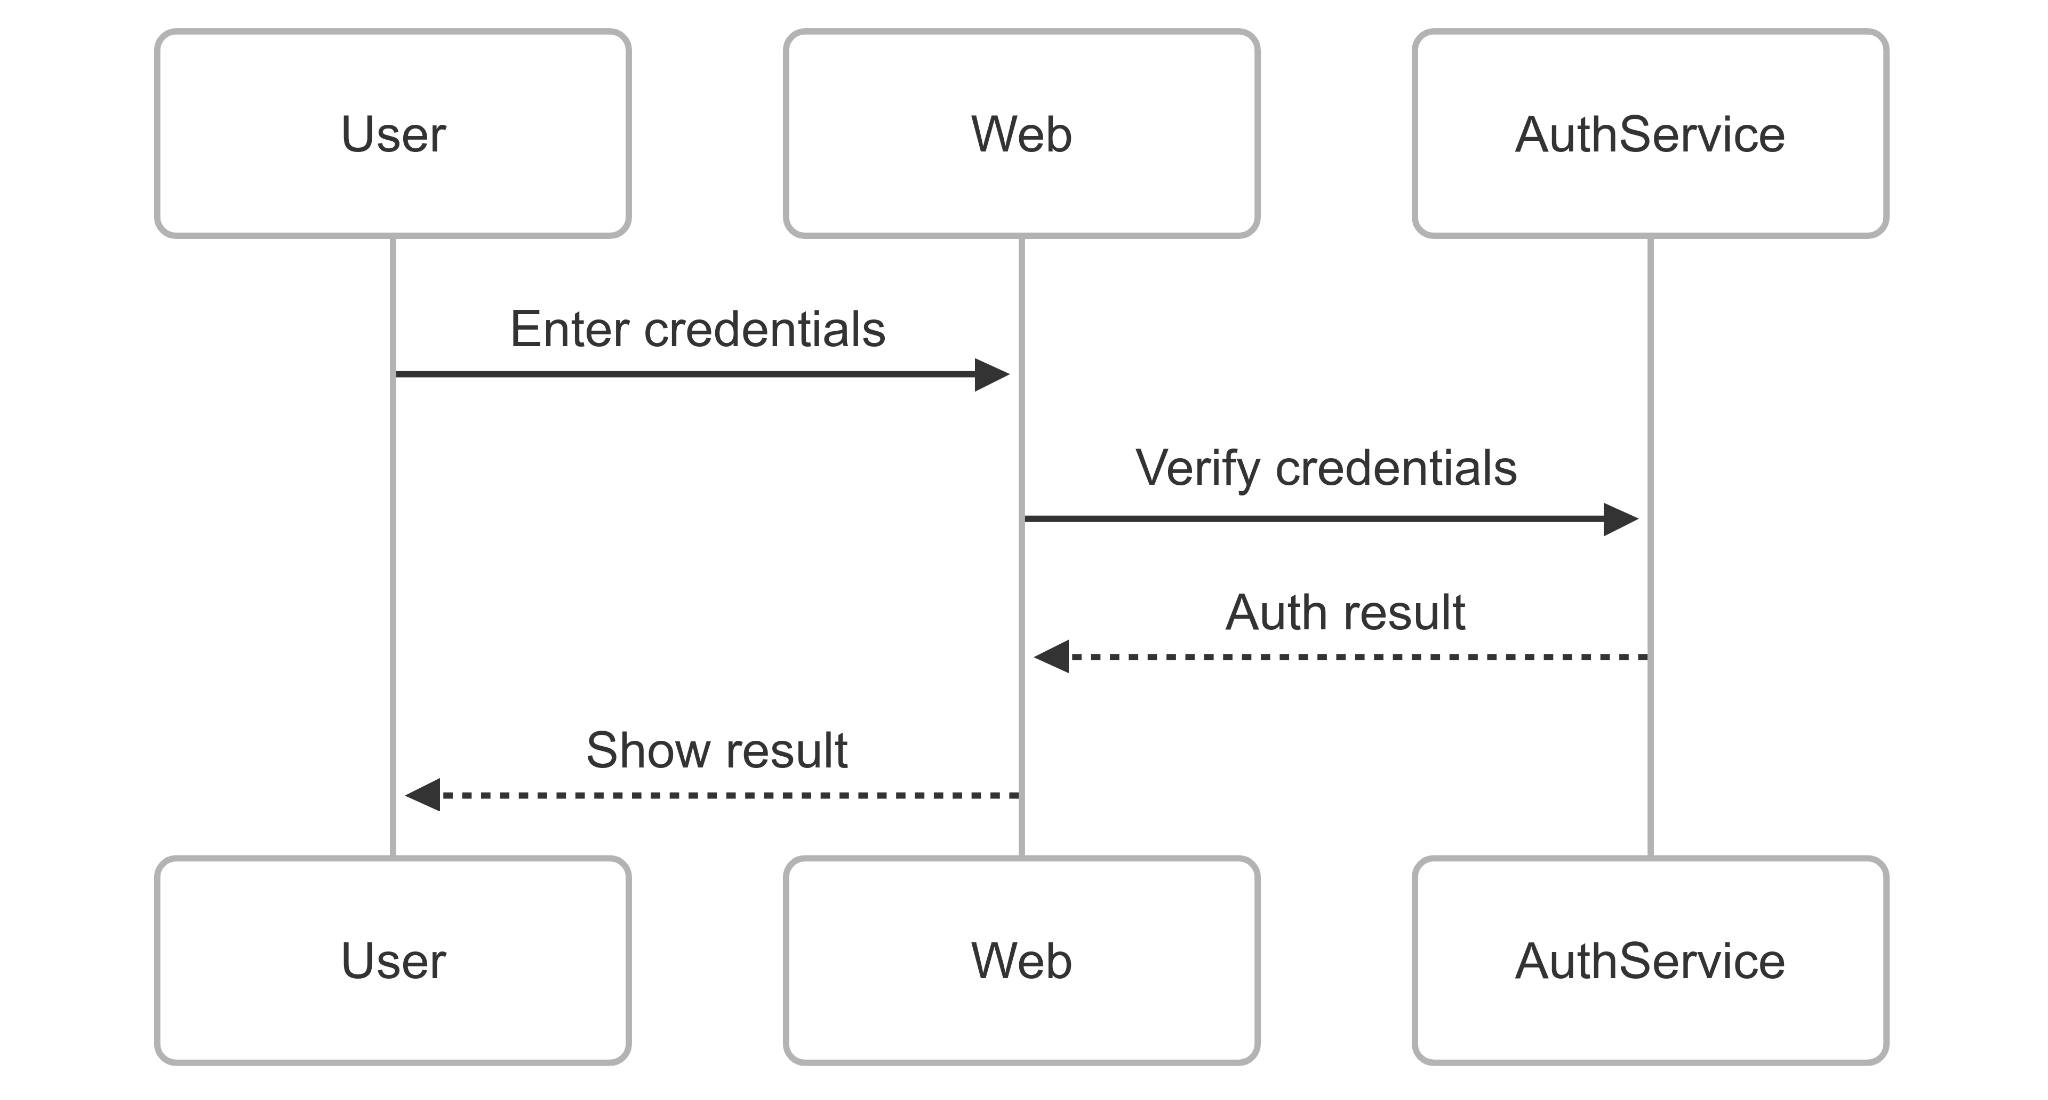 User
Web
AuthService
Enter credentials
Verify credentials
Auth result
Show result
User
Web
AuthService